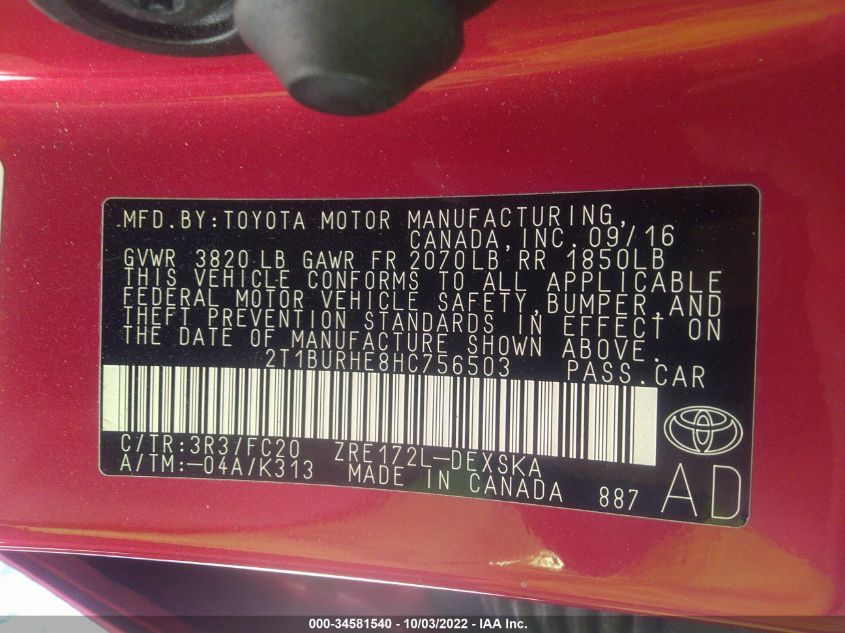 MFD.BY:TOYOTA MOTOR MANUFACTURING,
CANADA,INC. 09/16
GVWR 3820 LB GAWR FR 2070LB RR 1850LB
THIS VEHICLE CONFORMS TO ALL APPLICABLE
FEDERAL MOTOR VEHICLE SAFETY,BUMPER,AND
THEFT PREVENTION STANDARDS IN EFFECT ON
THE DATE OF MANUFACTURE SHOWN ABOVE.
2T1BURHE8HC756503 PASS.CAR
C/TR:3R3/FC20 ZRE172L-DEXSKA
A/TM:-04A/K313 MADE IN CANADA 887 AD
000-34581540 - 10/03/2022 - IAA Inc.